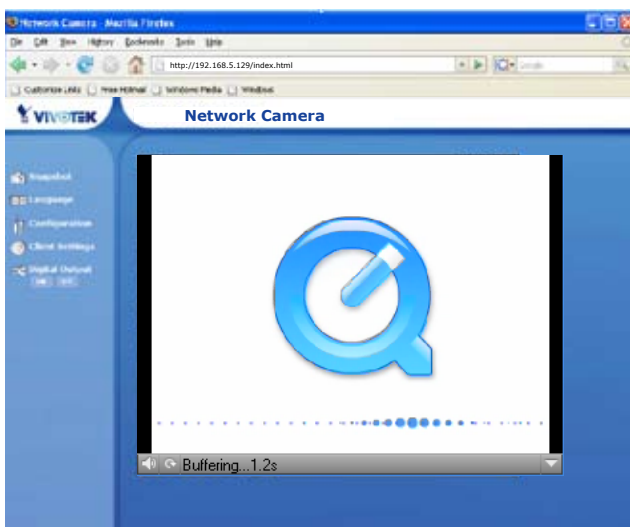 Network Camera - Mozilla Firefox
File Edit View History Bookmarks Tools Help
http://192.168.5.129/index.html
Customize Links Free Hotmail Windows Media Windows
VIVOTEK
Network Camera
Snapshot
Language
Configuration
Client Settings
Digital Output
Buffering...1.2s